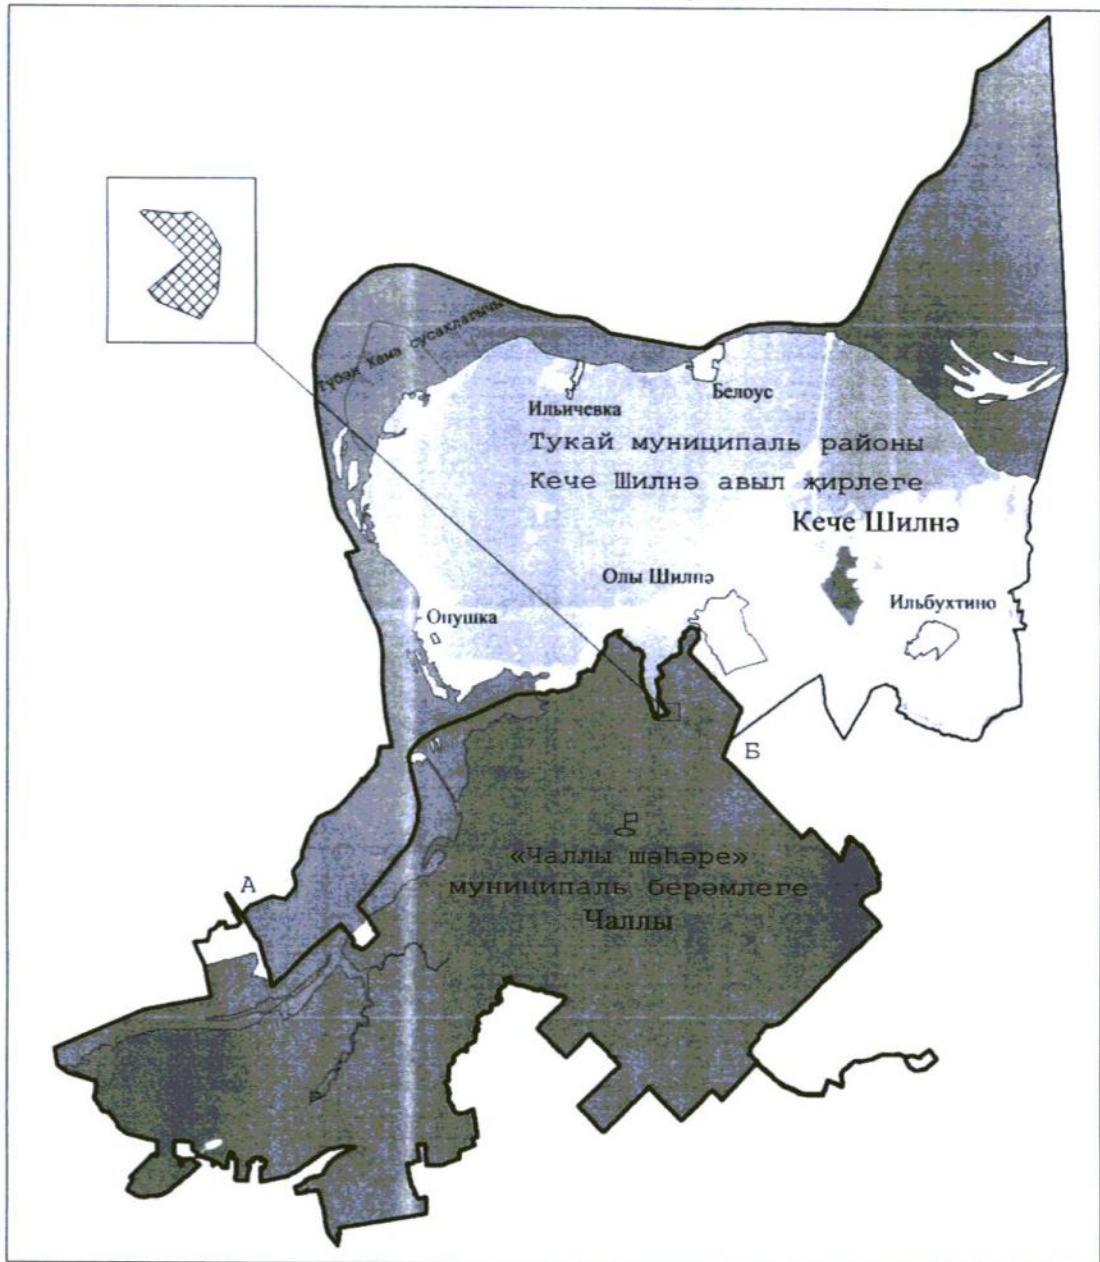 Түбән Кама сусаклагычы
Ильичевка
Белоус
Тукай муниципаль районы
Кече Шилнә авыл җирлеге
Кече Шилнә
Олы Шилнә
Ильбухтино
Опушка
Б
А
«Чаллы шәһәре»
муниципаль берәмлеге
Чаллы